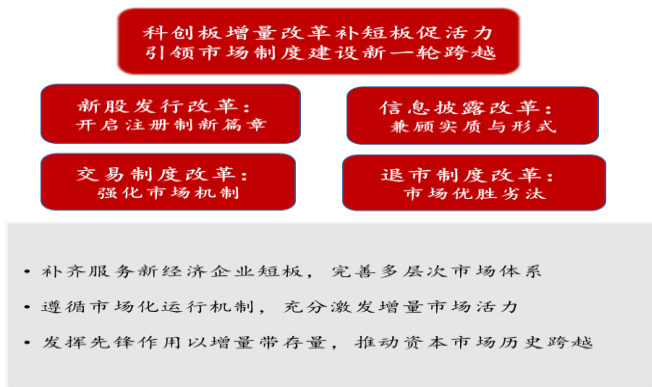 科创板增量改革补短板促活力
引领市场制度建设新一轮跨越
新股发行改革：
开启注册制新篇章
信息披露改革：
兼顾实质与形式
交易制度改革：
强化市场机制
退市制度改革：
市场优胜劣汰
• 补齐服务新经济企业短板，完善多层次市场体系
• 遵循市场化运行机制，充分激发增量市场活力
• 发挥先锋作用以增量带存量，推动资本市场历史跨越